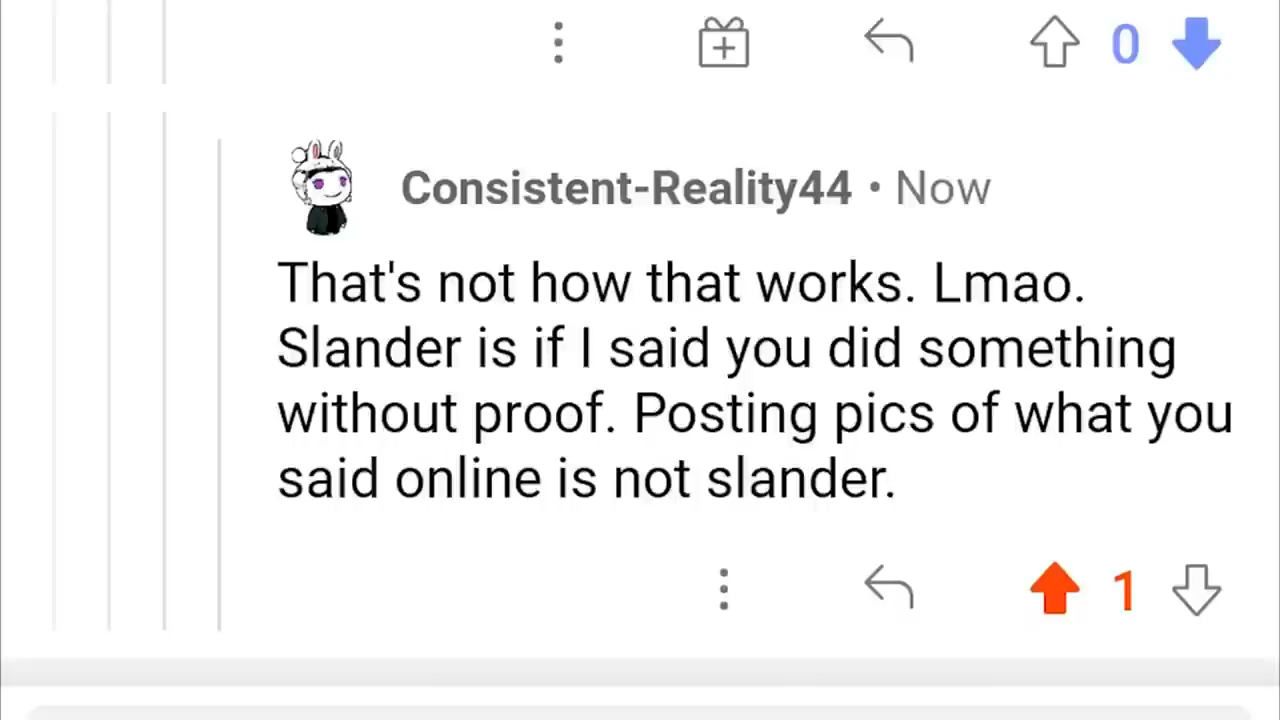 0
Consistent-Reality44 • Now
That's not how that works. Lmao.
Slander is if I said you did something
without proof. Posting pics of what you
said online is not slander.
1